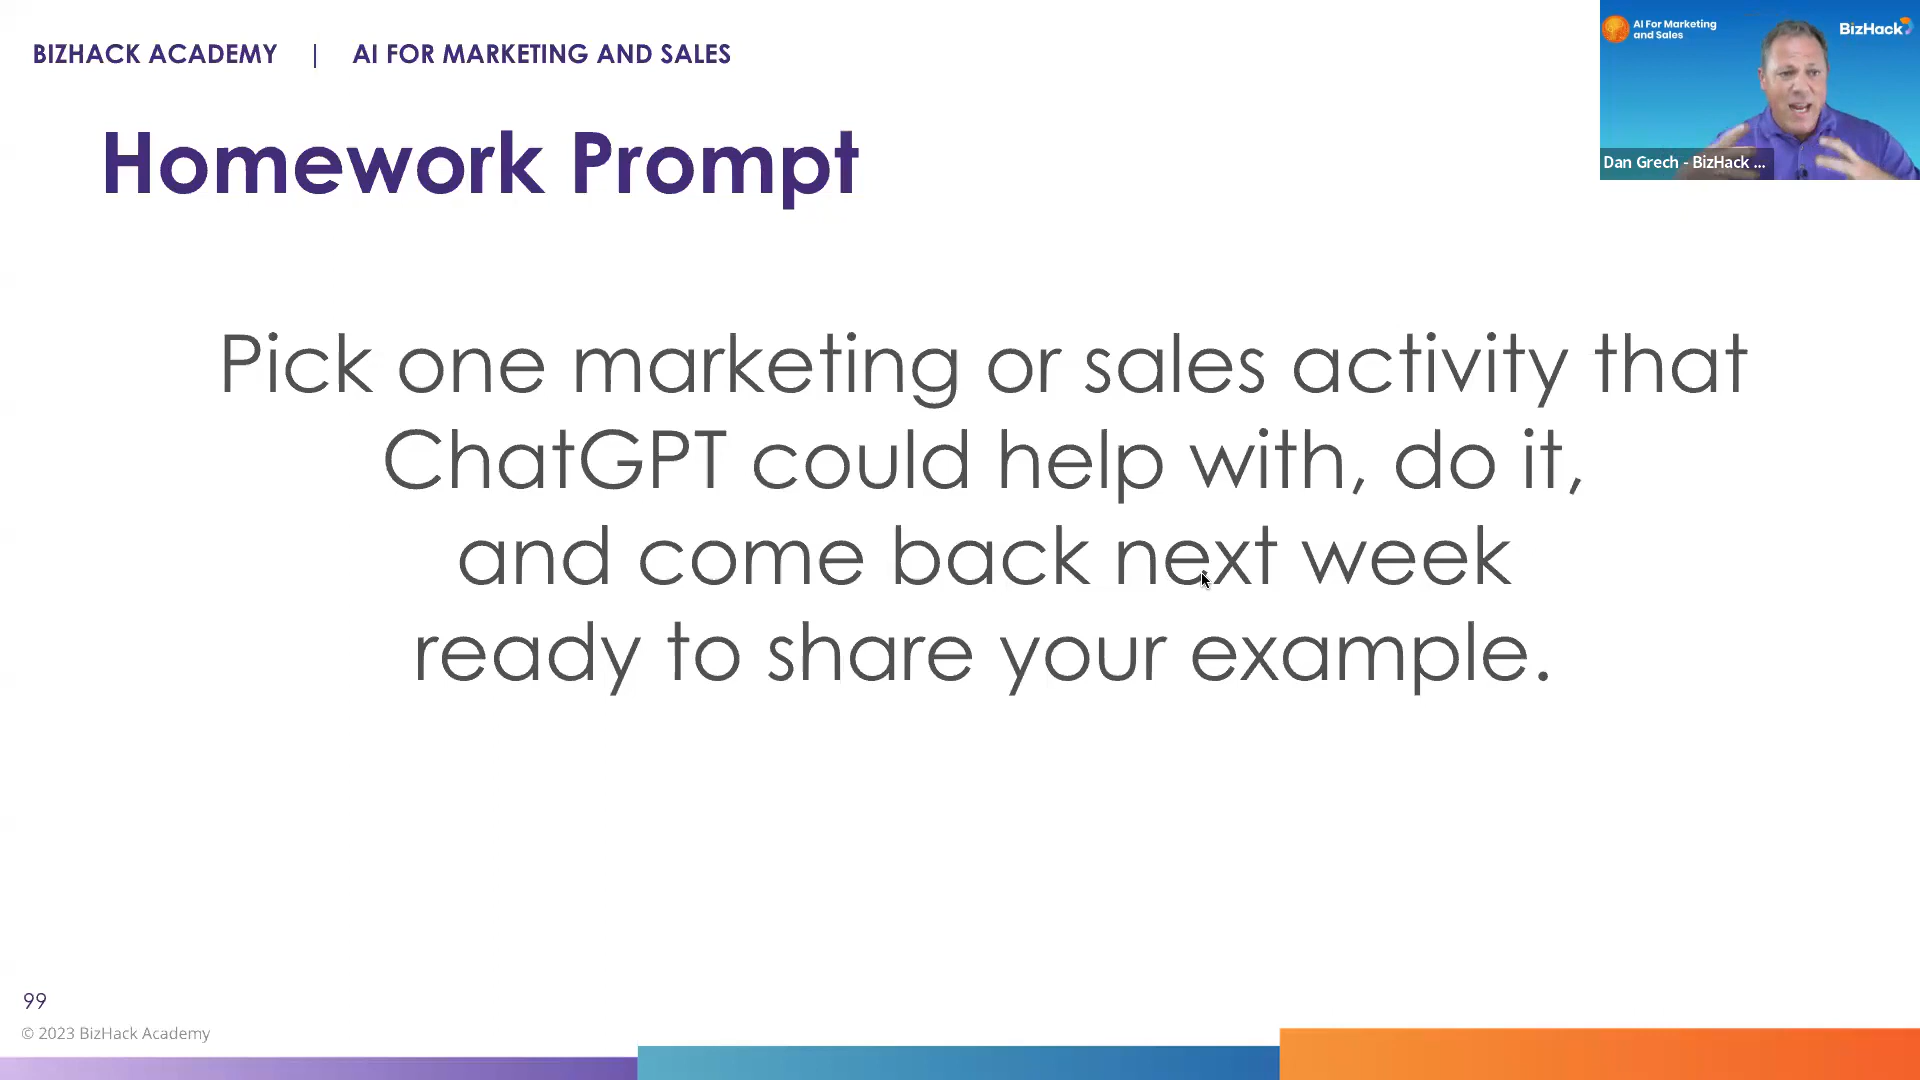 BIZHACK ACADEMY | AI FOR MARKETING AND SALES
AI For Marketing
and Sales
BizHack
Dan Grech - BizHack ...
Homework Prompt
Pick one marketing or sales activity that
ChatGPT could help with, do it,
and come back next week
ready to share your example.
99
© 2023 BizHack Academy